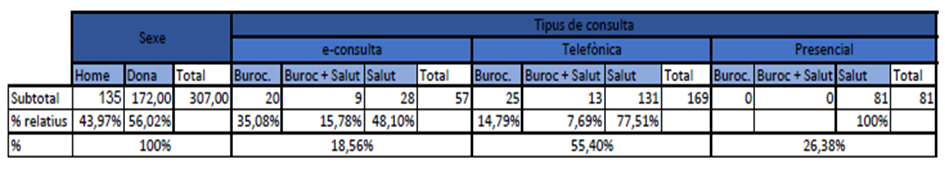 Sexe Tipus de consulta
e-consulta Telefònica Presencial
Home Dona Total Buroc. Buroc + Salut Salut Total Buroc. Buroc + Salut Salut Total Buroc. Buroc + Salut Salut Total
Subtotal 135 172,00 307,00 20 9 28 57 25 13 131 169 0 0 81 81
% relatius 43,97% 56,02% 35,08% 15,78% 48,10% 14,79% 7,69% 77,51% 100%
% 100% 18,56% 55,40% 26,38%